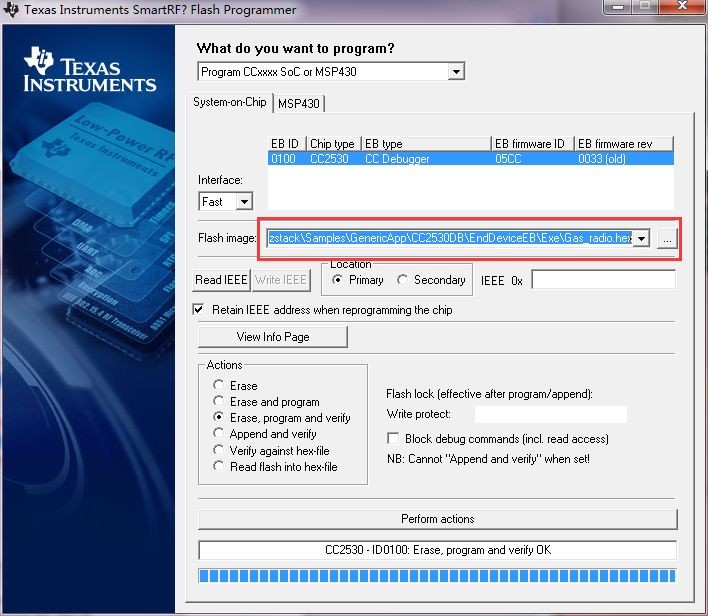 Texas Instruments SmartRF? Flash Programmer
TEXAS
INSTRUMENTS
Low-Power RF
Texas Instruments
What do you want to program?
Program CCxxxx SoC or MSP430
System-on-Chip MSP430
EB ID Chip type EB type EB firmware ID EB firmware rev
0100 CC2530 CC Debugger 05CC 0033 (old)
Interface:
Fast
Flash image: zstack\Samples\GenericApp\CC2530DB\EndDeviceEB\Exe\Gas_radio.hex ...
Location
Read IEEE Write IEEE Primary Secondary IEEE 0x
Retain IEEE address when reprogramming the chip
View Info Page
Actions
Erase
Erase and program
Erase, program and verify
Append and verify
Verify against hex-file
Read flash into hex-file
Flash lock (effective after program/append):
Write protect:
Block debug commands (incl. read access)
NB: Cannot "Append and verify" when set!
Perform actions
CC2530 - ID0100: Erase, program and verify OK